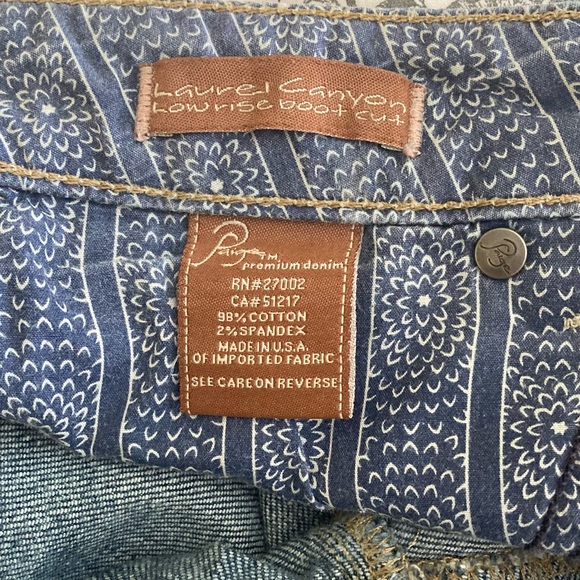 Laurel Canyon
Low rise boot cut
Paige TM
premium denim
RN#27002
CA#51217
98% COTTON
2% SPANDEX
MADE IN U.S.A.
OF IMPORTED FABRIC
SEE CARE ON REVERSE
Paige